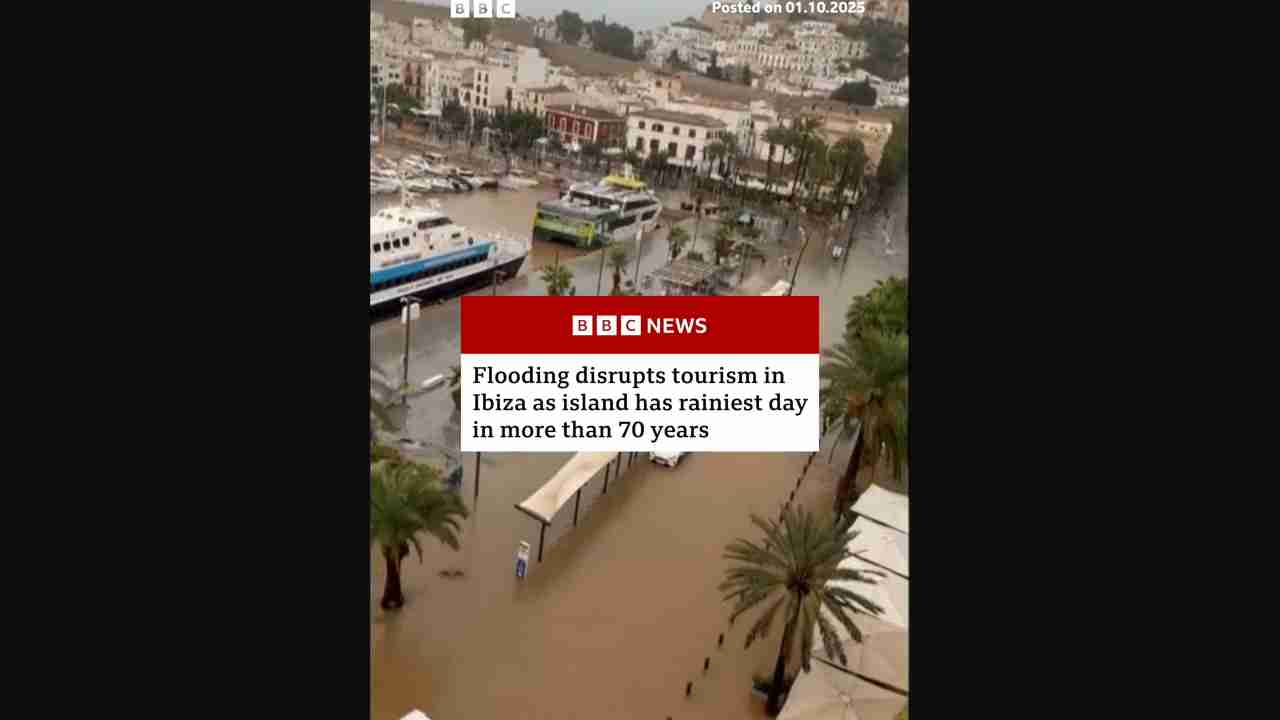 BBC
Posted on 01.10.2025
BBC NEWS
Flooding disrupts tourism in
Ibiza as island has rainiest day
in more than 70 years